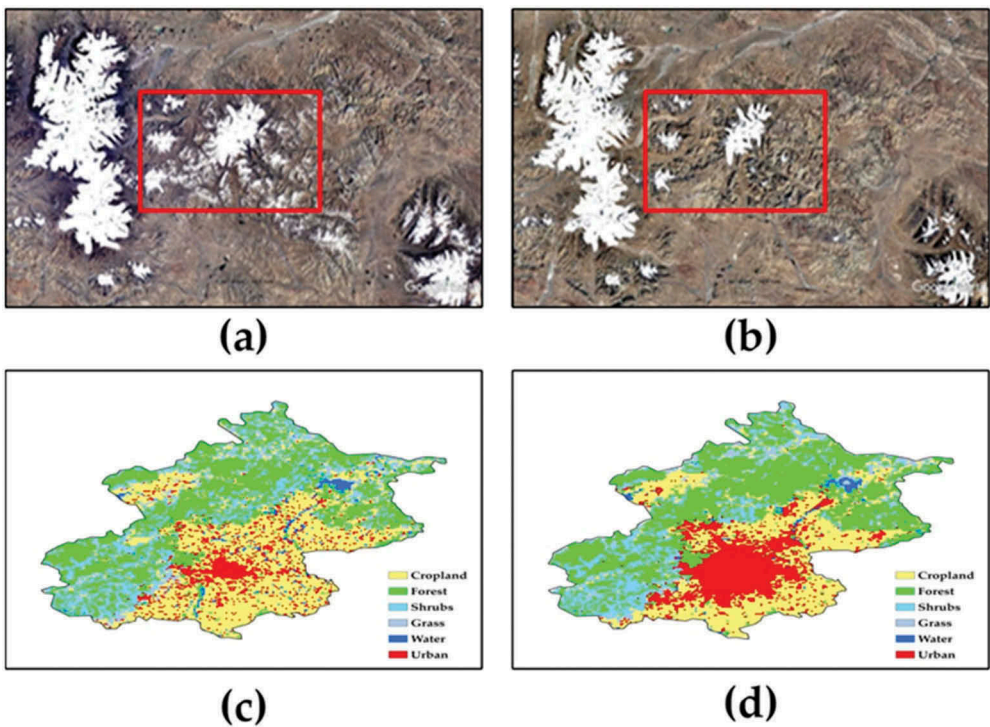 (a)
(b)
Cropland
Forest
Shrubs
Grass
Water
Urban
Cropland
Forest
Shrubs
Grass
Water
Urban
(c)
(d)